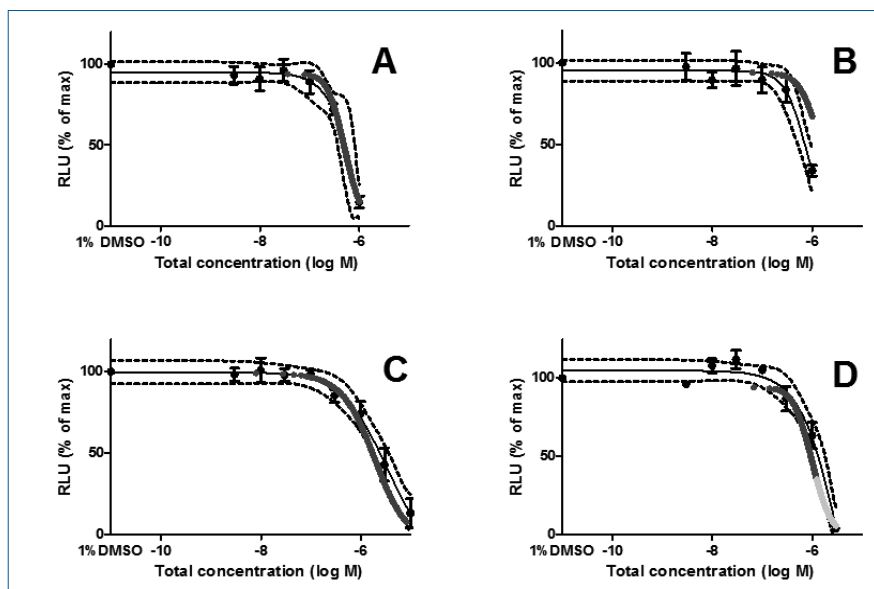 A
B
RLU (% of max)
100
50
0
1% DMSO -10 -8 -6
Total concentration (log M)
RLU (% of max)
100
50
0
1% DMSO -10 -8 -6
Total concentration (log M)
C
D
RLU (% of max)
100
50
0
1% DMSO -10 -8 -6
Total concentration (log M)
RLU (% of max)
100
50
0
1% DMSO -10 -8 -6
Total concentration (log M)